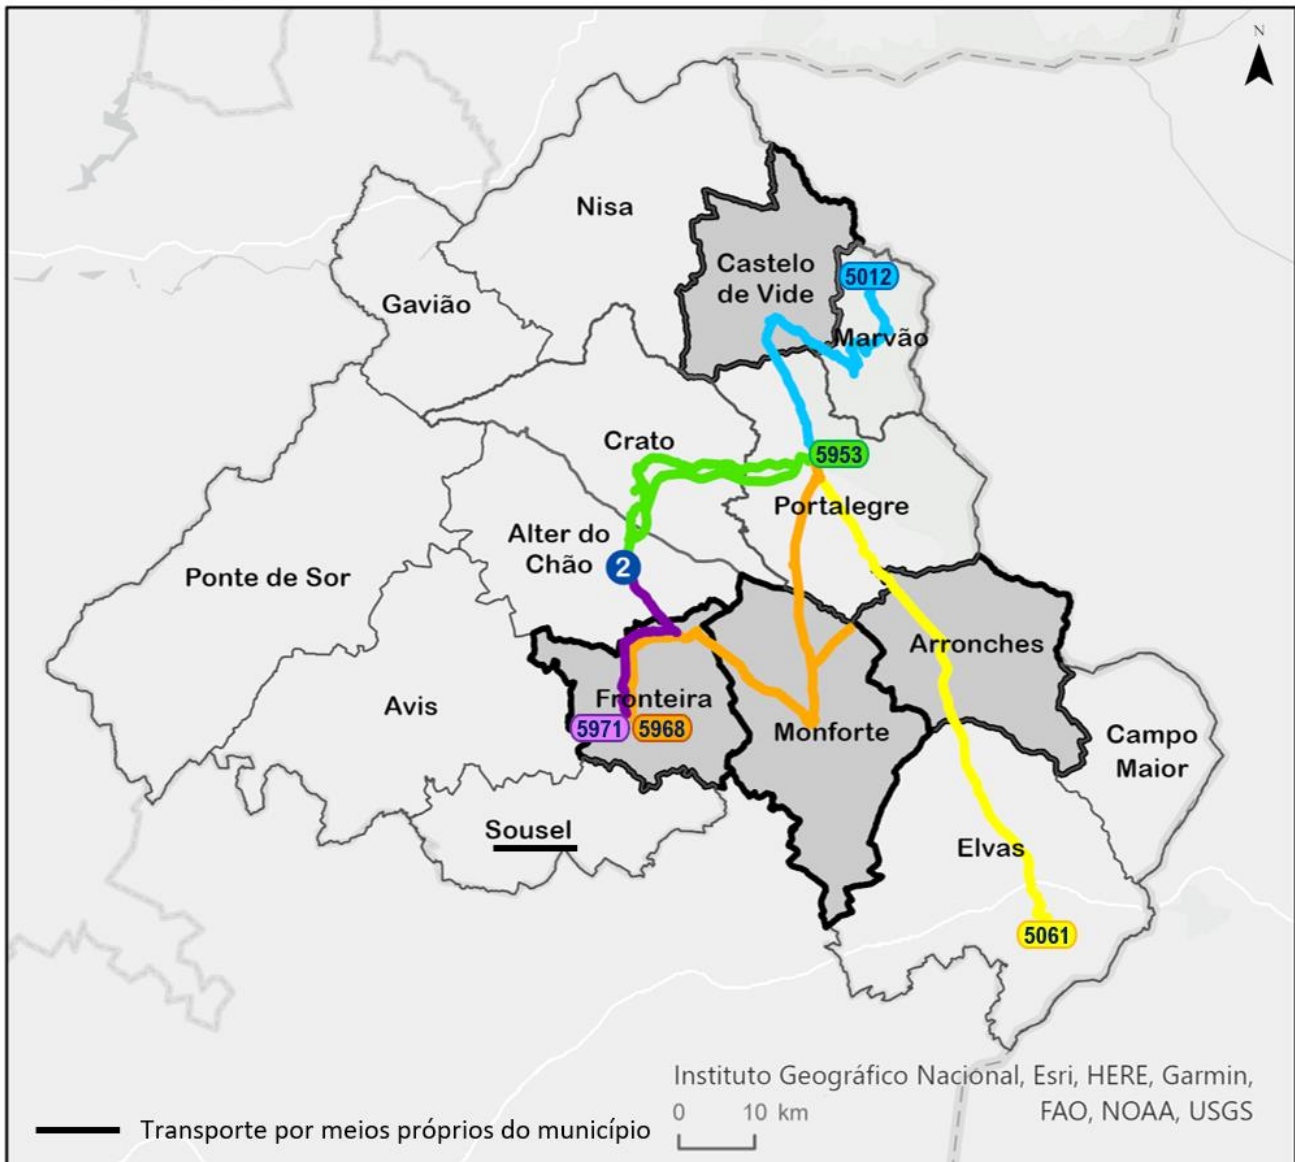 N
Nisa
Castelo
de Vide
5012
Gavião
Marvão
Crato
5953
Portalegre
Alter do
Chão
2
Ponte de Sor
Arronches
Avis
Fronteira
5971
5968
Monforte
Campo
Maior
Sousel
Elvas
5061
Instituto Geográfico Nacional, Esri, HERE, Garmin,
FAO, NOAA, USGS
0 10 km
Transporte por meios próprios do município